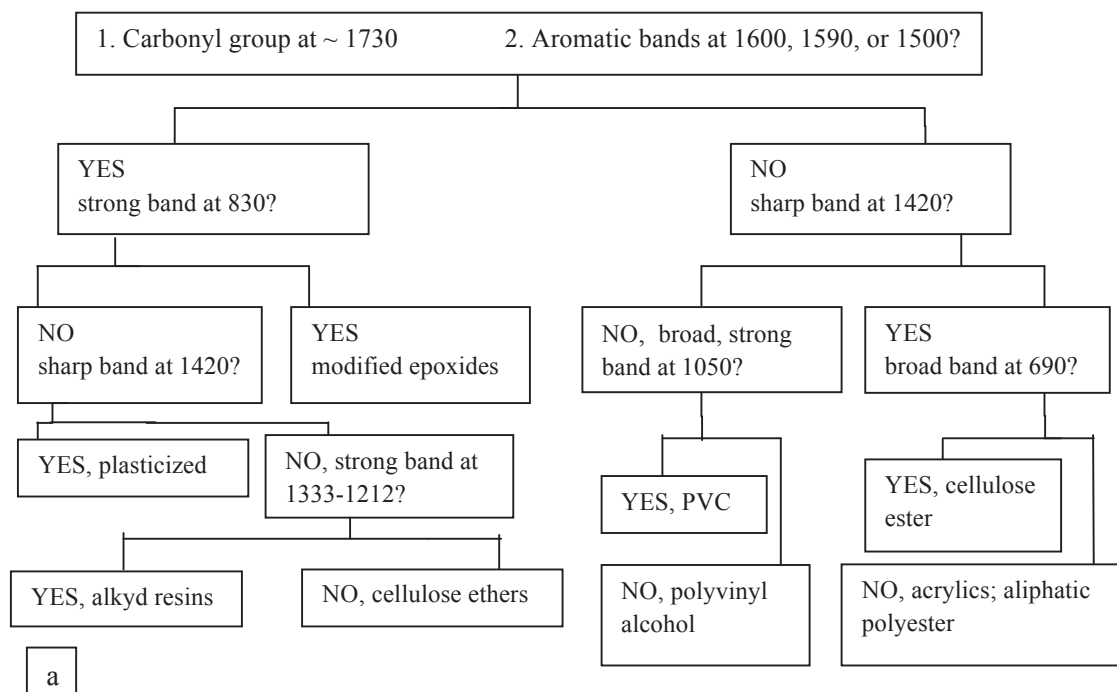 1. Carbonyl group at ~ 1730 2. Aromatic bands at 1600, 1590, or 1500?
YES
strong band at 830?
NO
sharp band at 1420?
NO
sharp band at 1420?
YES
modified epoxides
NO, broad, strong
band at 1050?
YES
broad band at 690?
YES, plasticized
NO, strong band at
1333-1212?
YES, PVC
YES, cellulose
ester
YES, alkyd resins
NO, cellulose ethers
NO, polyvinyl
alcohol
NO, acrylics; aliphatic
polyester
a